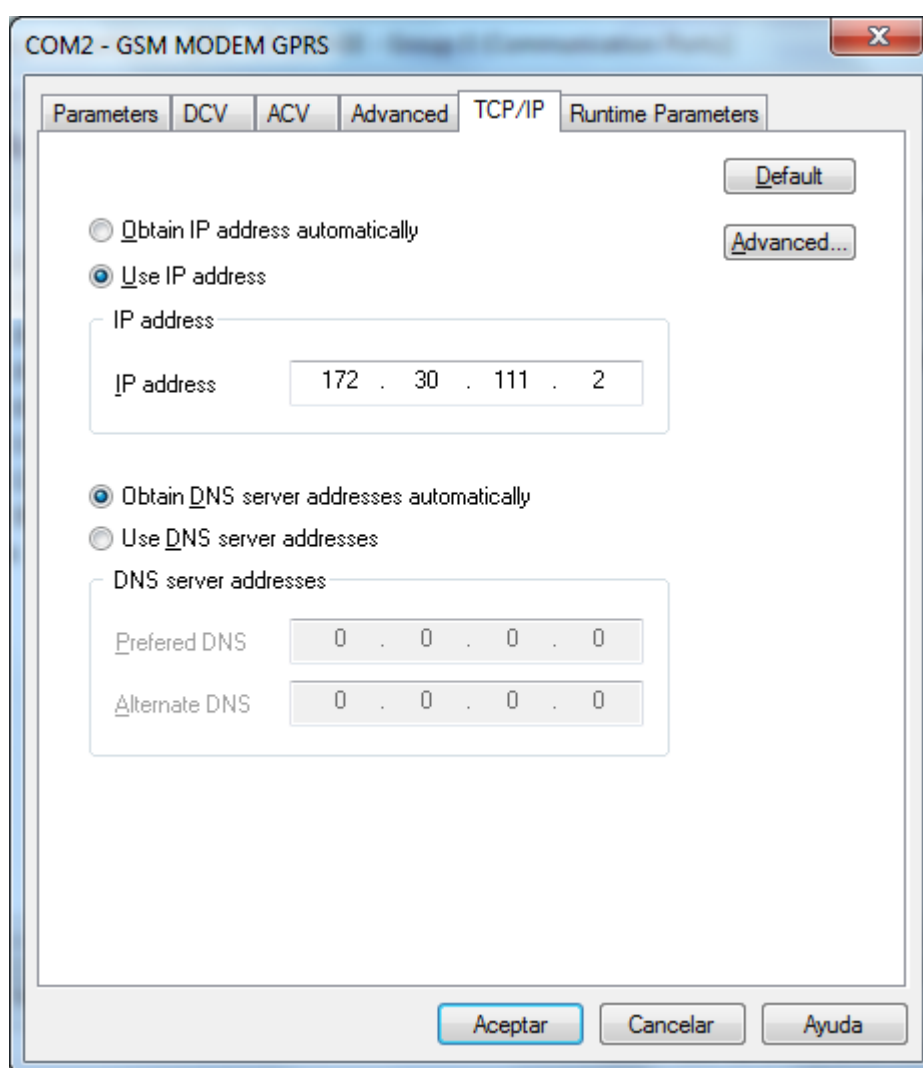 COM2 - GSM MODEM GPRS
Parameters DCV ACV Advanced TCP/IP Runtime Parameters
Default
Obtain IP address automatically
Advanced...
Use IP address
IP address
IP address 172 . 30 . 111 . 2
Obtain DNS server addresses automatically
Use DNS server addresses
DNS server addresses
Prefered DNS 0 . 0 . 0 . 0
Alternate DNS 0 . 0 . 0 . 0
Aceptar Cancelar Ayuda